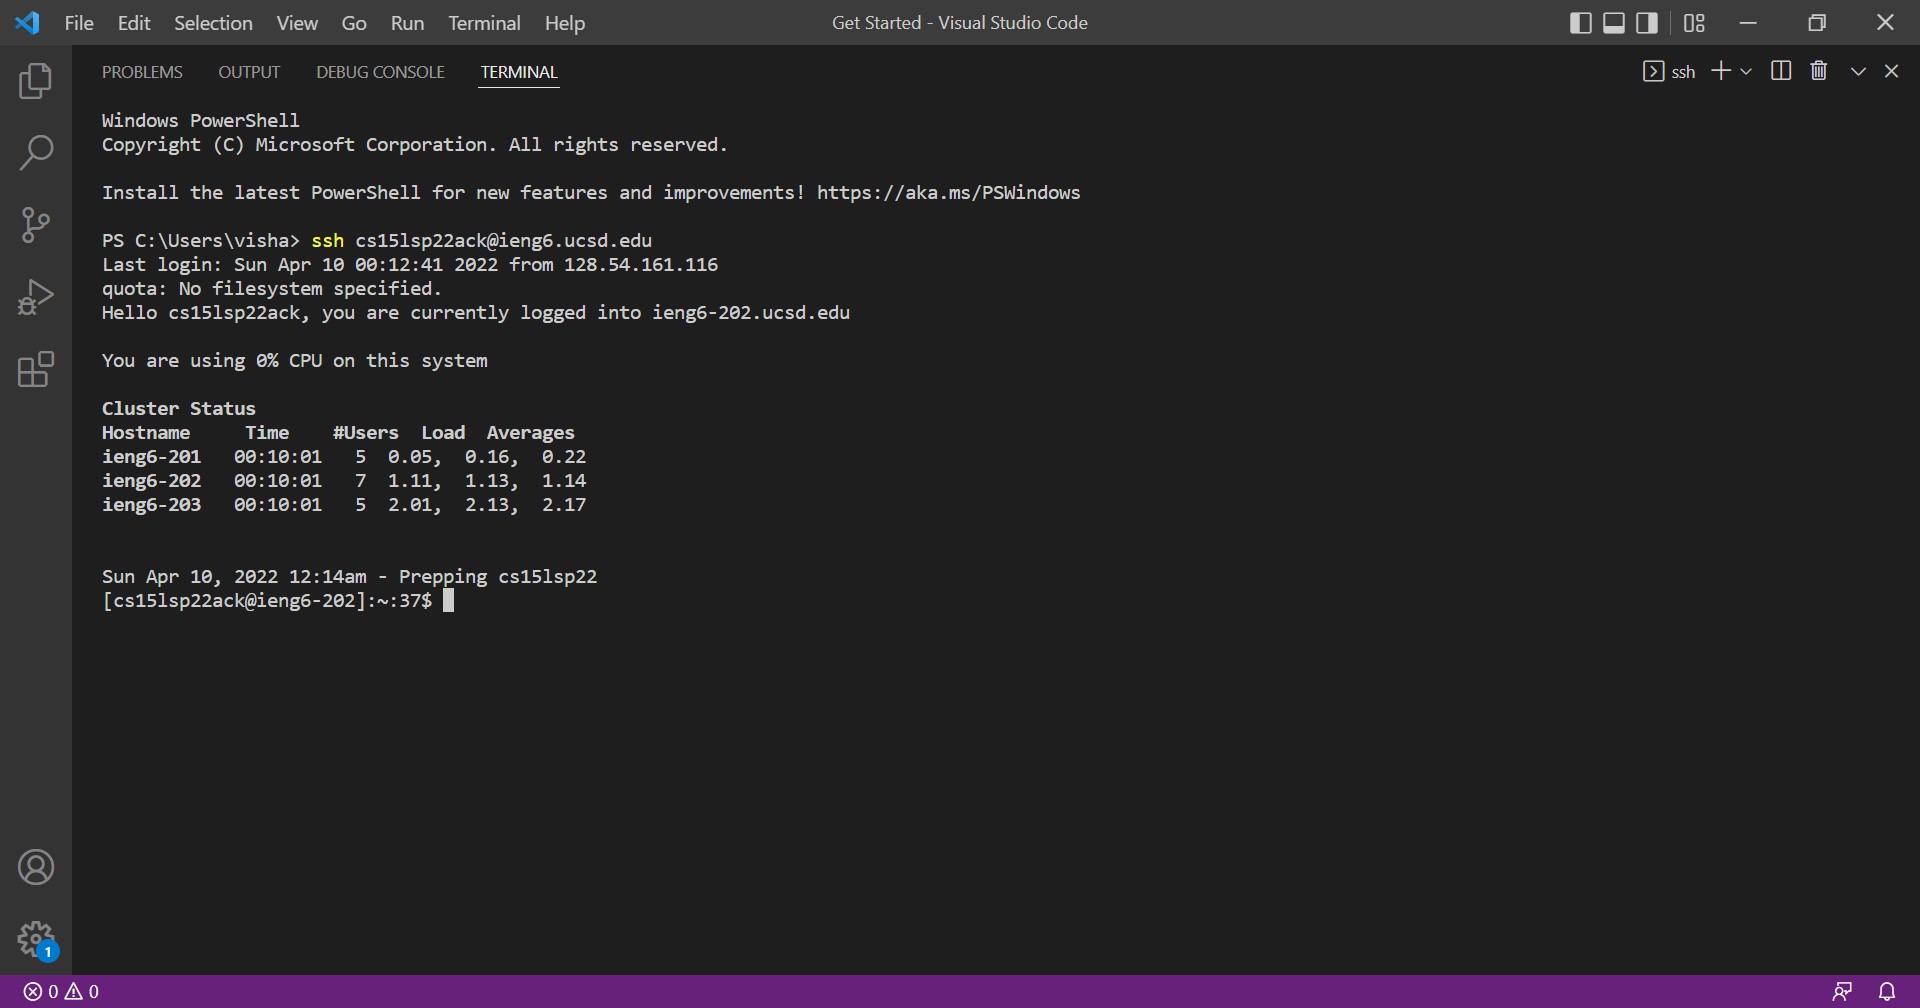 File Edit Selection View Go Run Terminal Help Get Started - Visual Studio Code
PROBLEMS OUTPUT DEBUG CONSOLE TERMINAL ssh
Windows PowerShell
Copyright (C) Microsoft Corporation. All rights reserved.
Install the latest PowerShell for new features and improvements! https://aka.ms/PSWindows
PS C:\Users\visha> ssh cs15lsp22ack@ieng6.ucsd.edu
Last login: Sun Apr 10 00:12:41 2022 from 128.54.161.116
quota: No filesystem specified.
Hello cs15lsp22ack, you are currently logged into ieng6-202.ucsd.edu
You are using 0% CPU on this system
Cluster Status
Hostname Time #Users Load Averages
ieng6-201 00:10:01 5 0.05, 0.16, 0.22
ieng6-202 00:10:01 7 1.11, 1.13, 1.14
ieng6-203 00:10:01 5 2.01, 2.13, 2.17
Sun Apr 10, 2022 12:14am - Prepping cs15lsp22
[cs15lsp22ack@ieng6-202]:~:37$
1
0 0